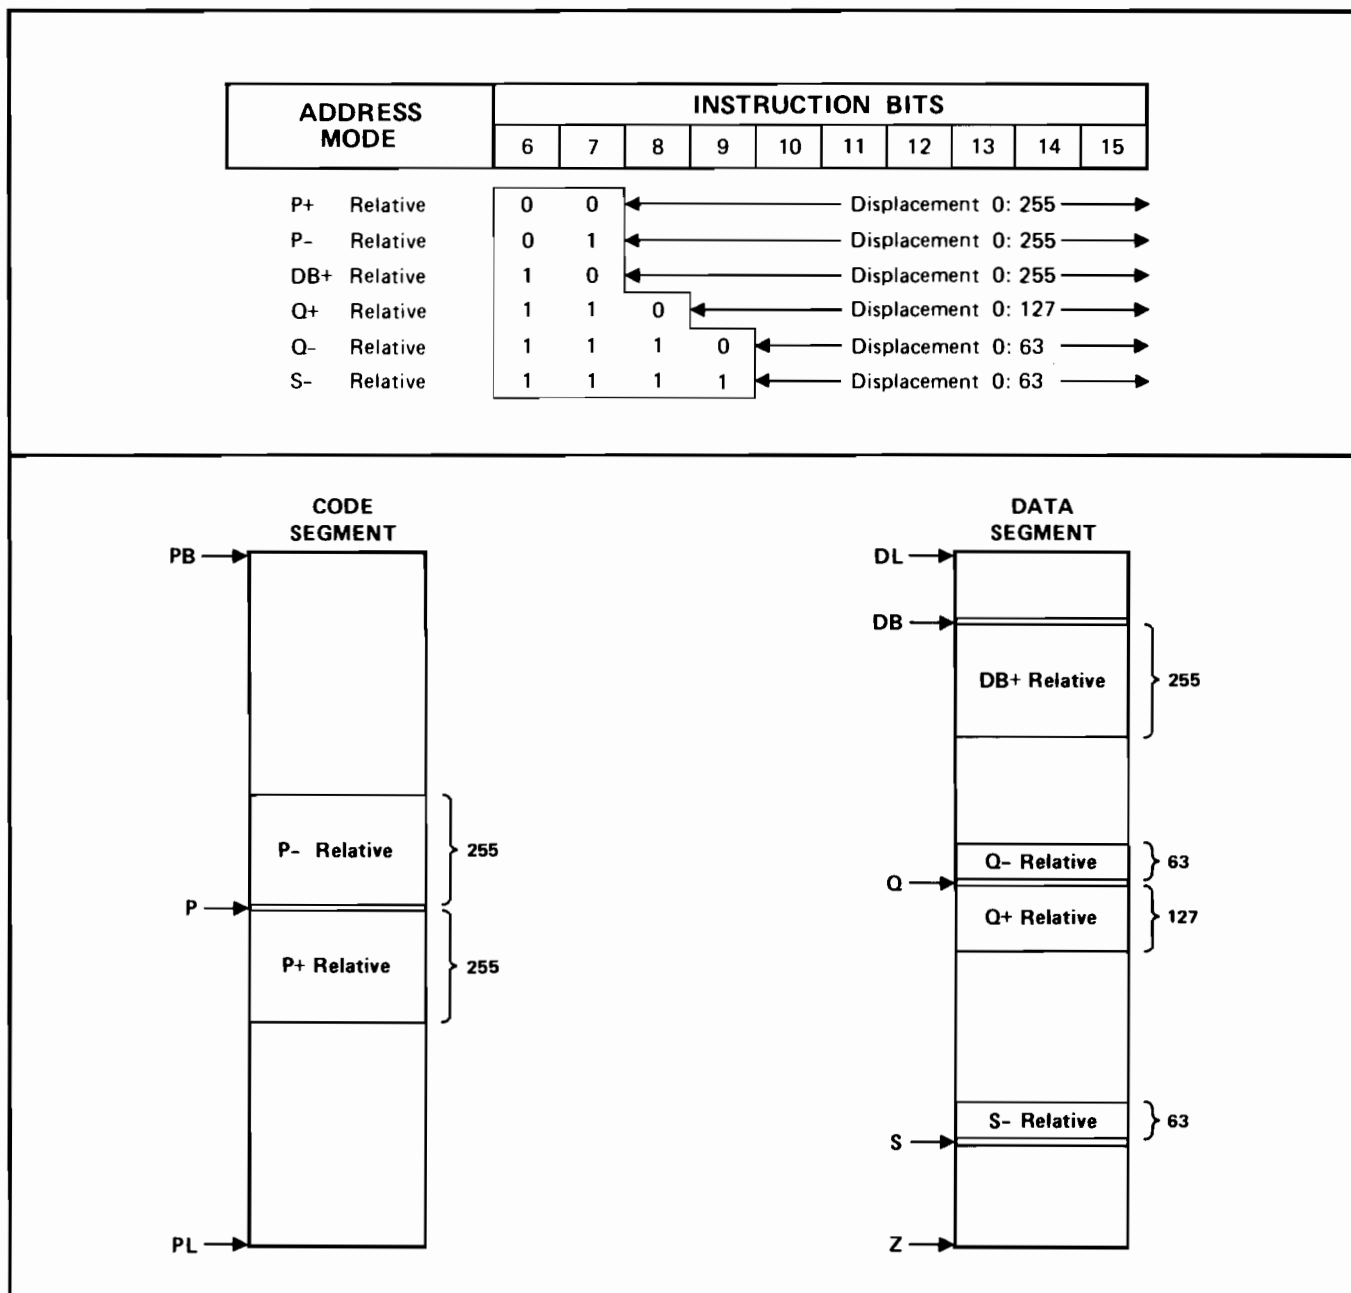 ADDRESS MODE
INSTRUCTION BITS
6 7 8 9 10 11 12 13 14 15
P+ Relative 0 0 Displacement 0: 255
P- Relative 0 1 Displacement 0: 255
DB+ Relative 1 0 Displacement 0: 255
Q+ Relative 1 1 0 Displacement 0: 127
Q- Relative 1 1 1 0 Displacement 0: 63
S- Relative 1 1 1 1 Displacement 0: 63
CODE
SEGMENT
PB
P- Relative
255
P
P+ Relative
255
PL
DATA
SEGMENT
DL
DB
DB+ Relative
255
Q- Relative
63
Q
Q+ Relative
127
S- Relative
63
S
Z